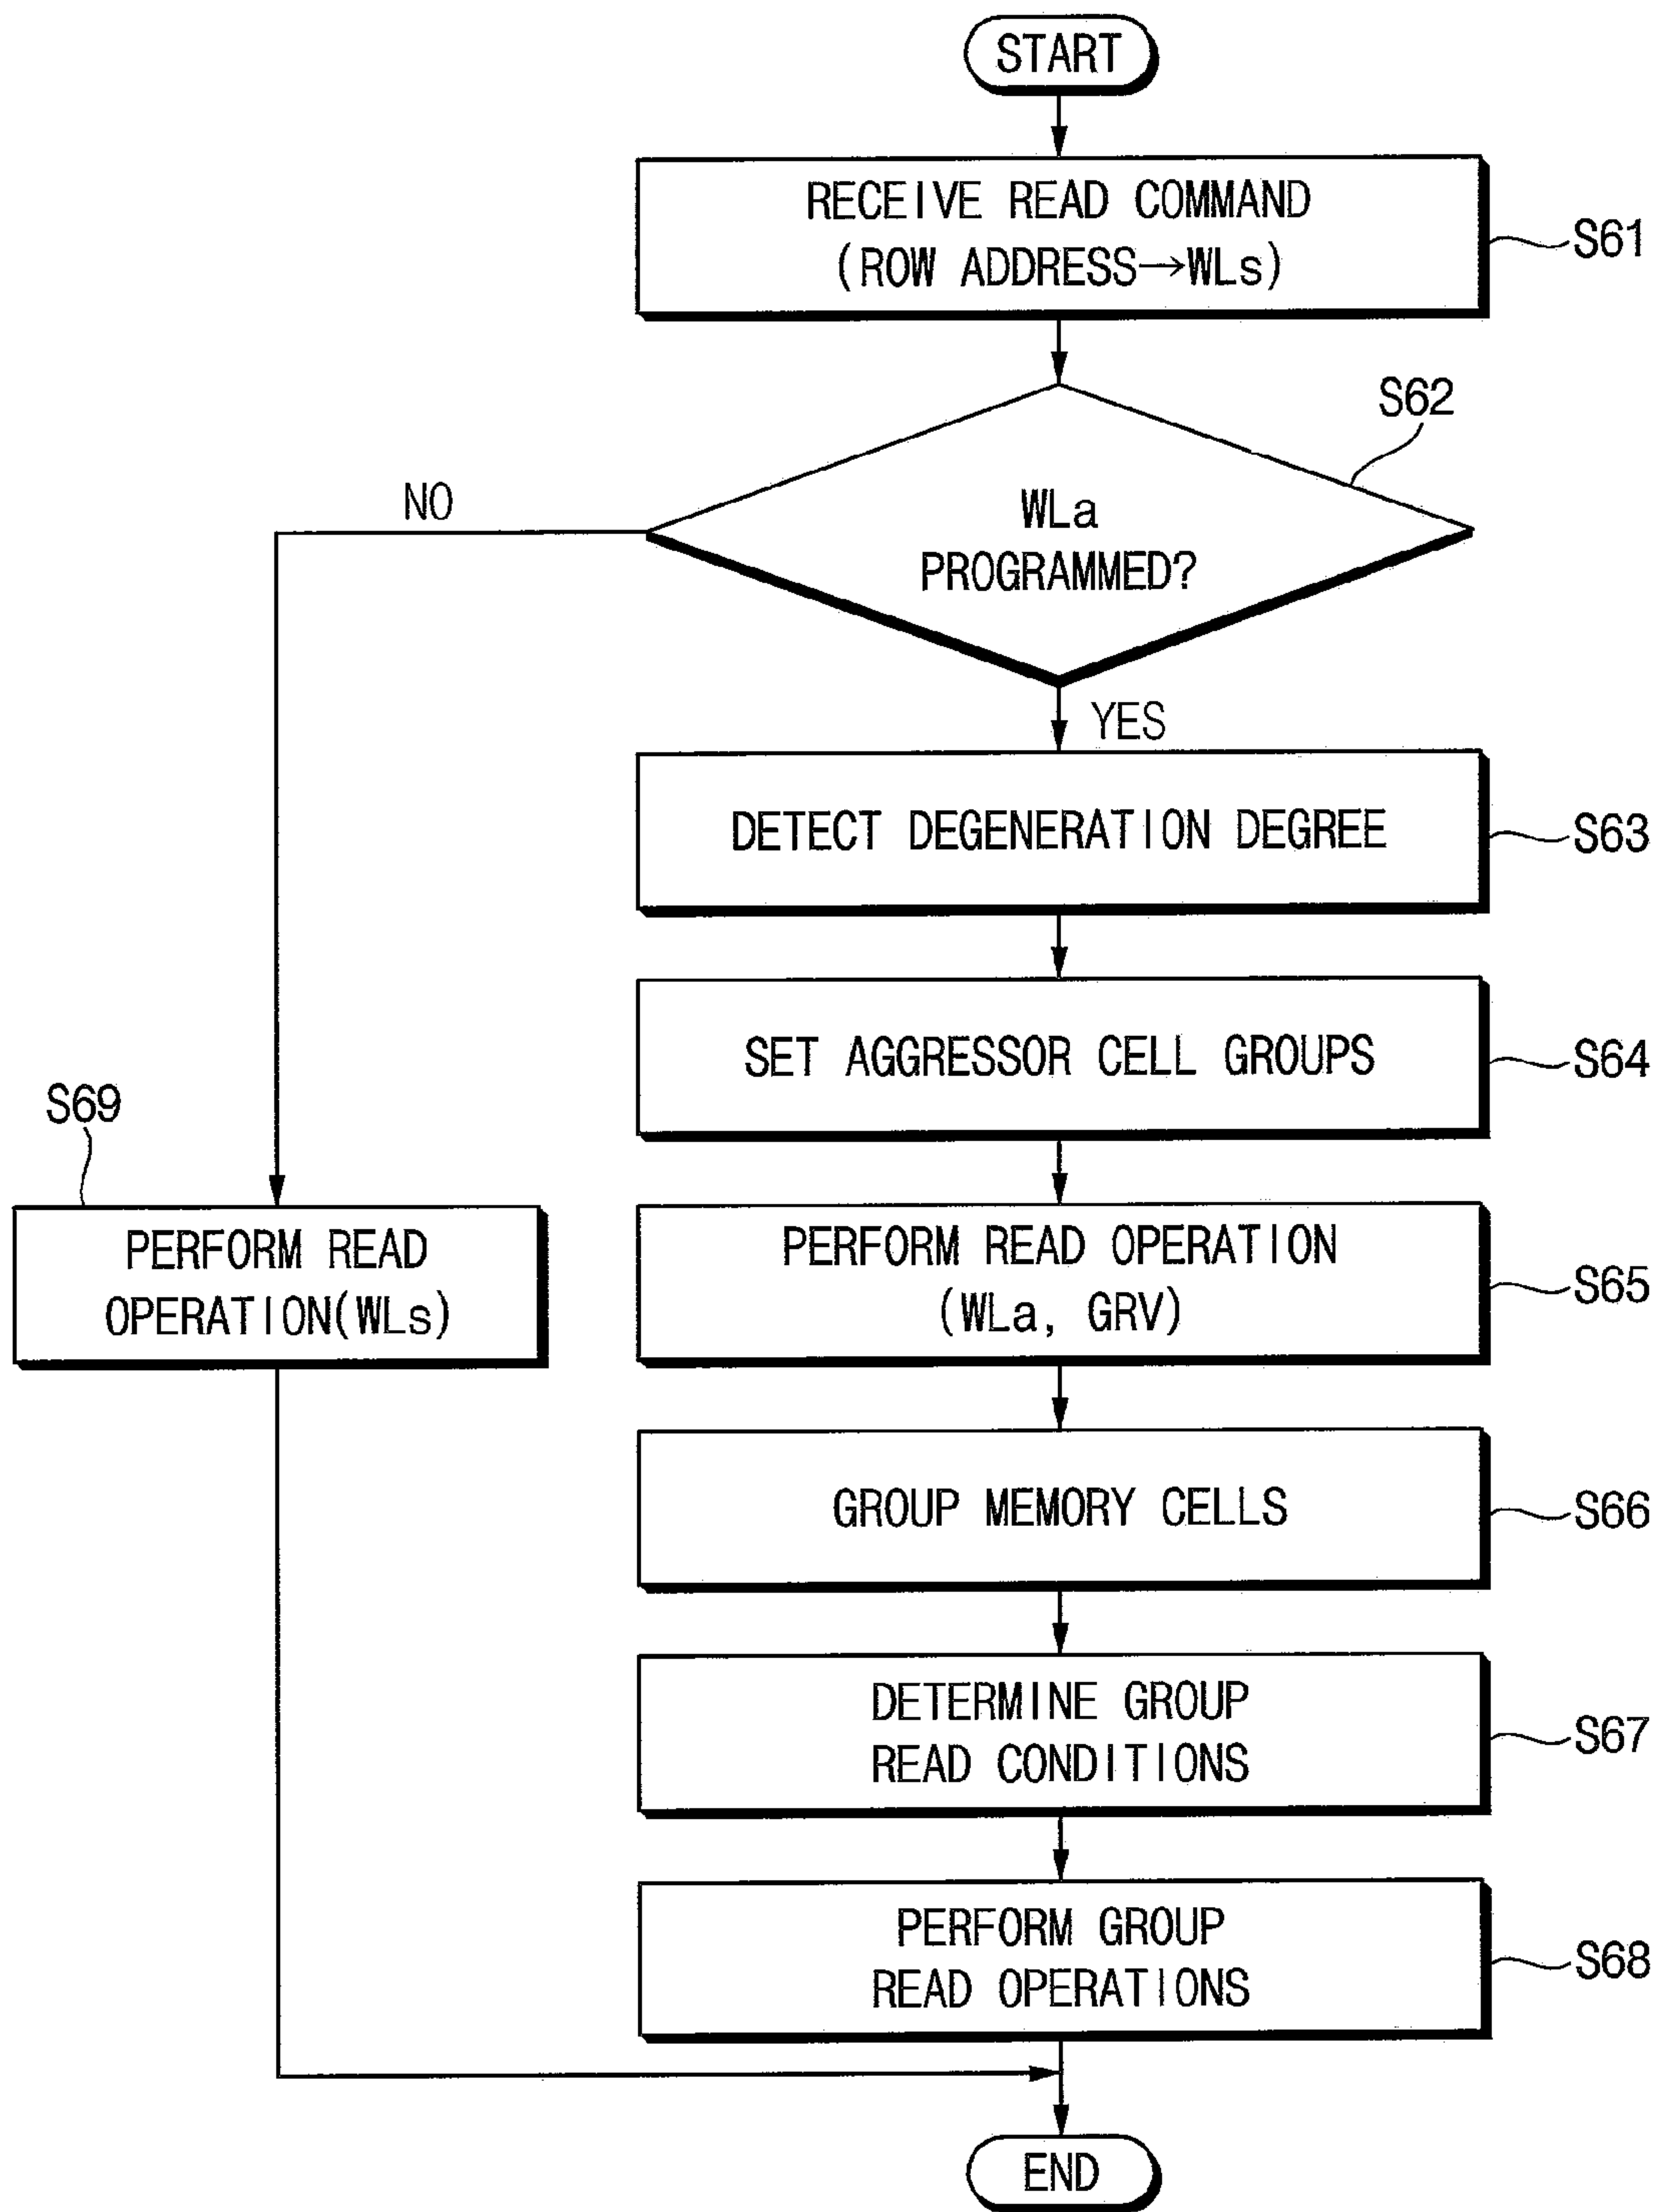 START
RECEIVE READ COMMAND
(ROW ADDRESS→WLs)
S61
S62
NO
WLa
PROGRAMMED?
YES
DETECT DEGENERATION DEGREE
S63
SET AGGRESSOR CELL GROUPS
S64
S69
PERFORM READ
OPERATION(WLs)
PERFORM READ OPERATION
(WLa, GRV)
S65
GROUP MEMORY CELLS
S66
DETERMINE GROUP
READ CONDITIONS
S67
PERFORM GROUP
READ OPERATIONS
S68
END